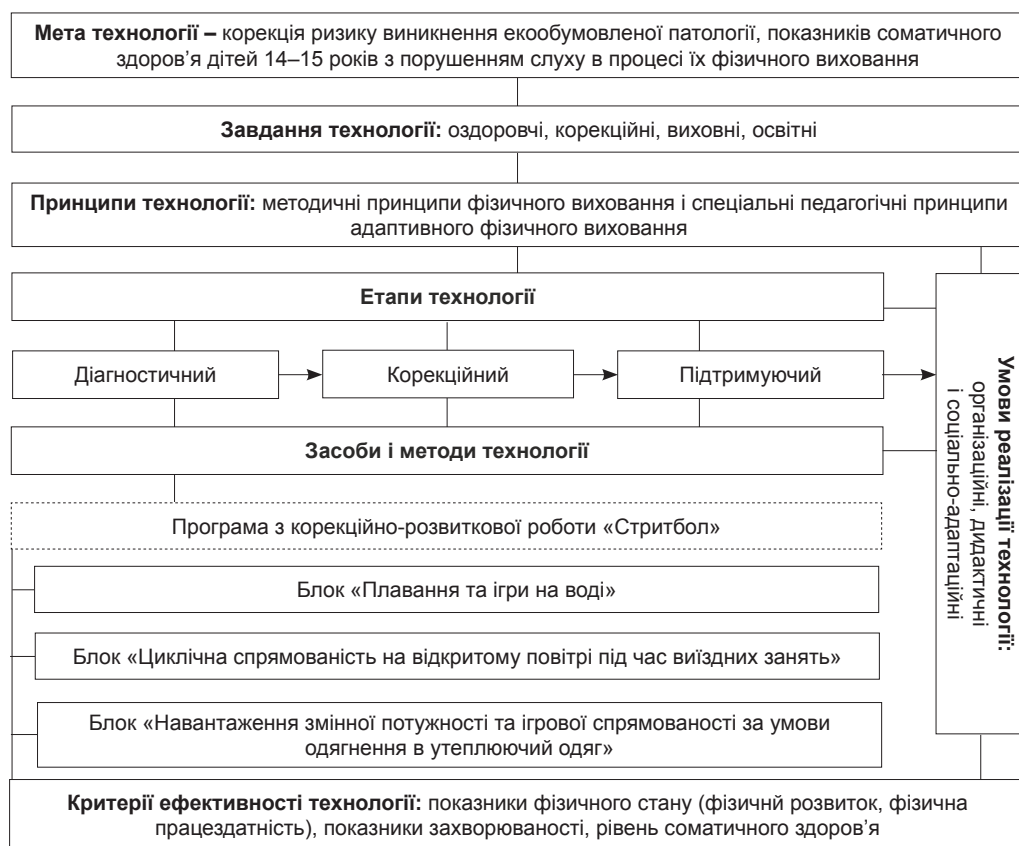 Мета технології – корекція ризику виникнення екообумовленої патології, показників соматичного
здоров’я дітей 14–15 років з порушенням слуху в процесі їх фізичного виховання
Завдання технології: оздоровчі, корекційні, виховні, освітні
Принципи технології: методичні принципи фізичного виховання і спеціальні педагогічні принципи
адаптивного фізичного виховання
Етапи технології
Діагностичний
Корекційний
Підтримуючий
Засоби і методи технології
Умови реалізації технології:
організаційні, дидактичні
і соціально-адаптаційні
Програма з корекційно-розвиткової роботи «Стритбол»
Блок «Плавання та ігри на воді»
Блок «Циклічна спрямованість на відкритому повітрі під час виїздних занять»
Блок «Навантаження змінної потужності та ігрової спрямованості за умови
одягнення в утеплюючий одяг»
Критерії ефективності технології: показники фізичного стану (фізичнй розвиток, фізична
працездатність), показники захворюваності, рівень соматичного здоров’я